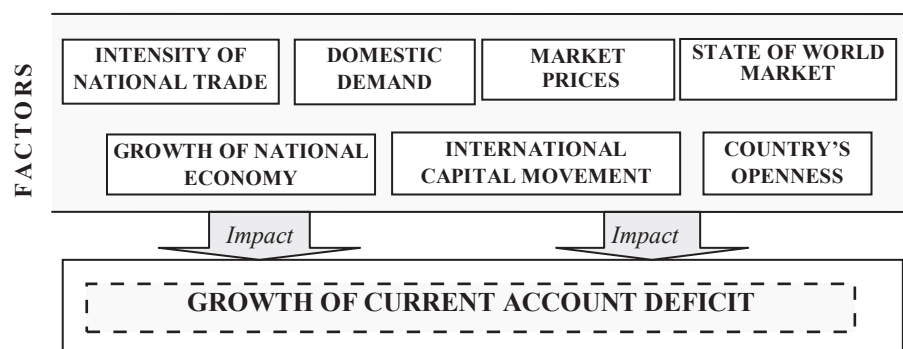 FACTORS
INTENSITY OF
NATIONAL TRADE
DOMESTIC
DEMAND
MARKET
PRICES
STATE OF WORLD
MARKET
GROWTH OF NATIONAL
ECONOMY
INTERNATIONAL
CAPITAL MOVEMENT
COUNTRY’S
OPENNESS
Impact
Impact
GROWTH OF CURRENT ACCOUNT DEFICIT